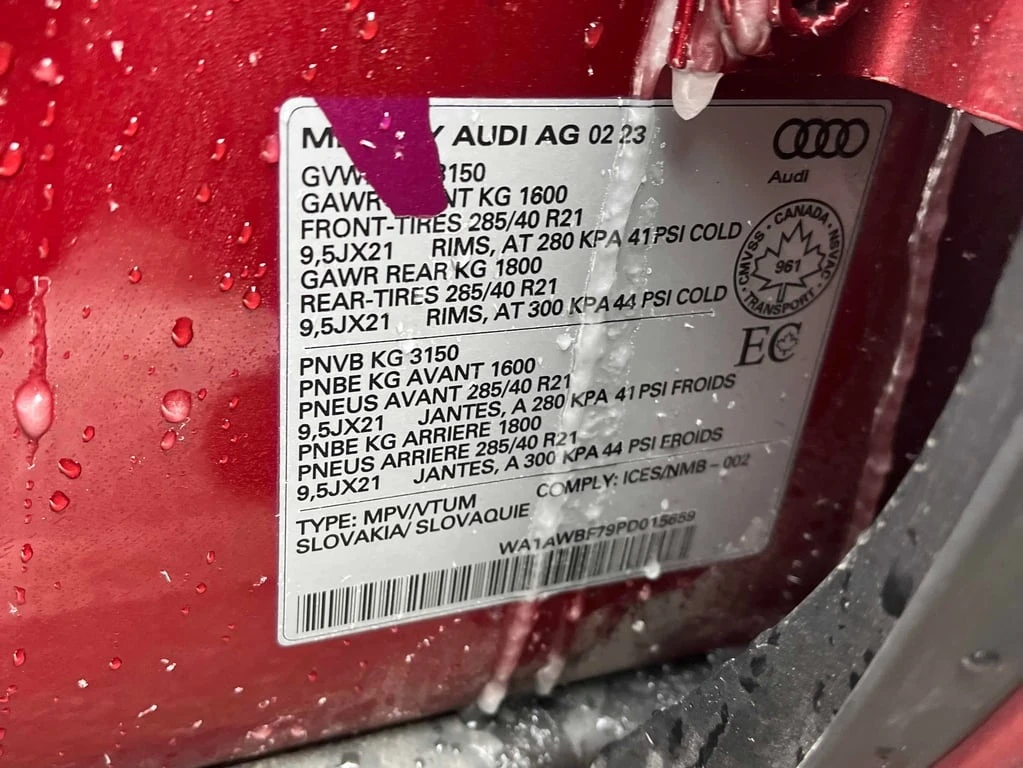 AUDI AG 02 23
Audi
3150
GAWR KG 1600
FRONT-TIRES 285/40 R21
9,5JX21 RIMS, AT 280 KPA 41 PSI COLD
GAWR REAR KG 1800
REAR-TIRES 285/40 R21
9,5JX21 RIMS, AT 300 KPA 44 PSI COLD
CANADA · NSVAC · TRANSPORT · CMVSS
961
EC
PNVB KG 3150
PNBE KG AVANT 1600
PNEUS AVANT 285/40 R21
9,5JX21 JANTES, A 280 KPA 41 PSI FROIDS
PNBE KG ARRIERE 1800
PNEUS ARRIERE 285/40 R21
9,5JX21 JANTES, A 300 KPA 44 PSI FROIDS
TYPE: MPV/VTUM COMPLY: ICES/NMB - 002
SLOVAKIA/ SLOVAQUIE
WA1AWBF79PD015659